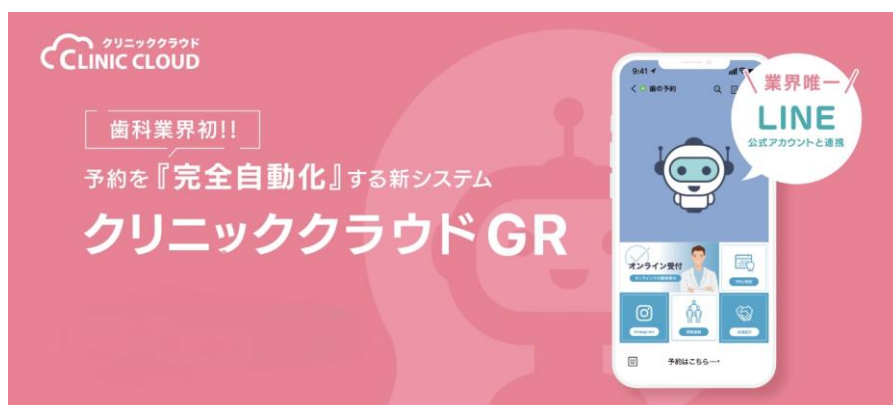 クリニッククラウド
CLINIC CLOUD
歯科業界初!!
予約を『完全自動化』する新システム
クリニッククラウド GR
9:41
歯の予約
業界唯一
LINE
公式アカウントと連携
オンライン受付
Instagram
予約はこちら